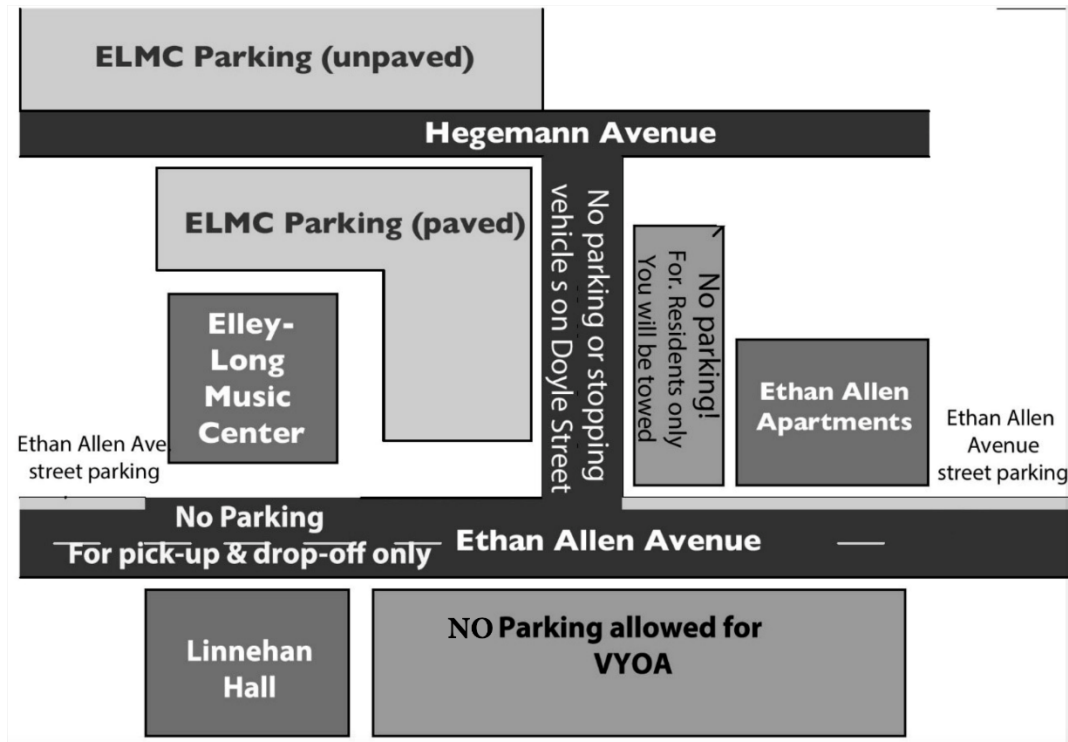 ELMC Parking (unpaved)
Hegemann Avenue
ELMC Parking (paved)
No parking or stopping
vehicle s on Doyle Street
No parking!
For. Residents only
You will be towed
Elley-
Long
Music
Center
Ethan Allen
Apartments
Ethan Allen Ave.
street parking
Ethan Allen
Avenue
street parking
No Parking
For pick-up & drop-off only
Ethan Allen Avenue
Linnehan
Hall
NO Parking allowed for
VYOA